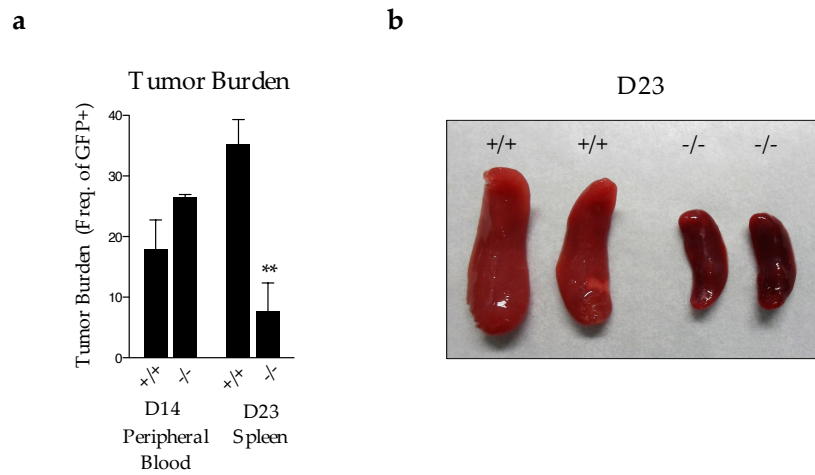 a
b
Tumor Burden
D23
Tumor Burden (Freq. of GFP+)
40
30
20
10
0
**
+/+
-/-
+/+
-/-
D14
Peripheral
Blood
D23
Spleen
+/+
+/+
-/-
-/-